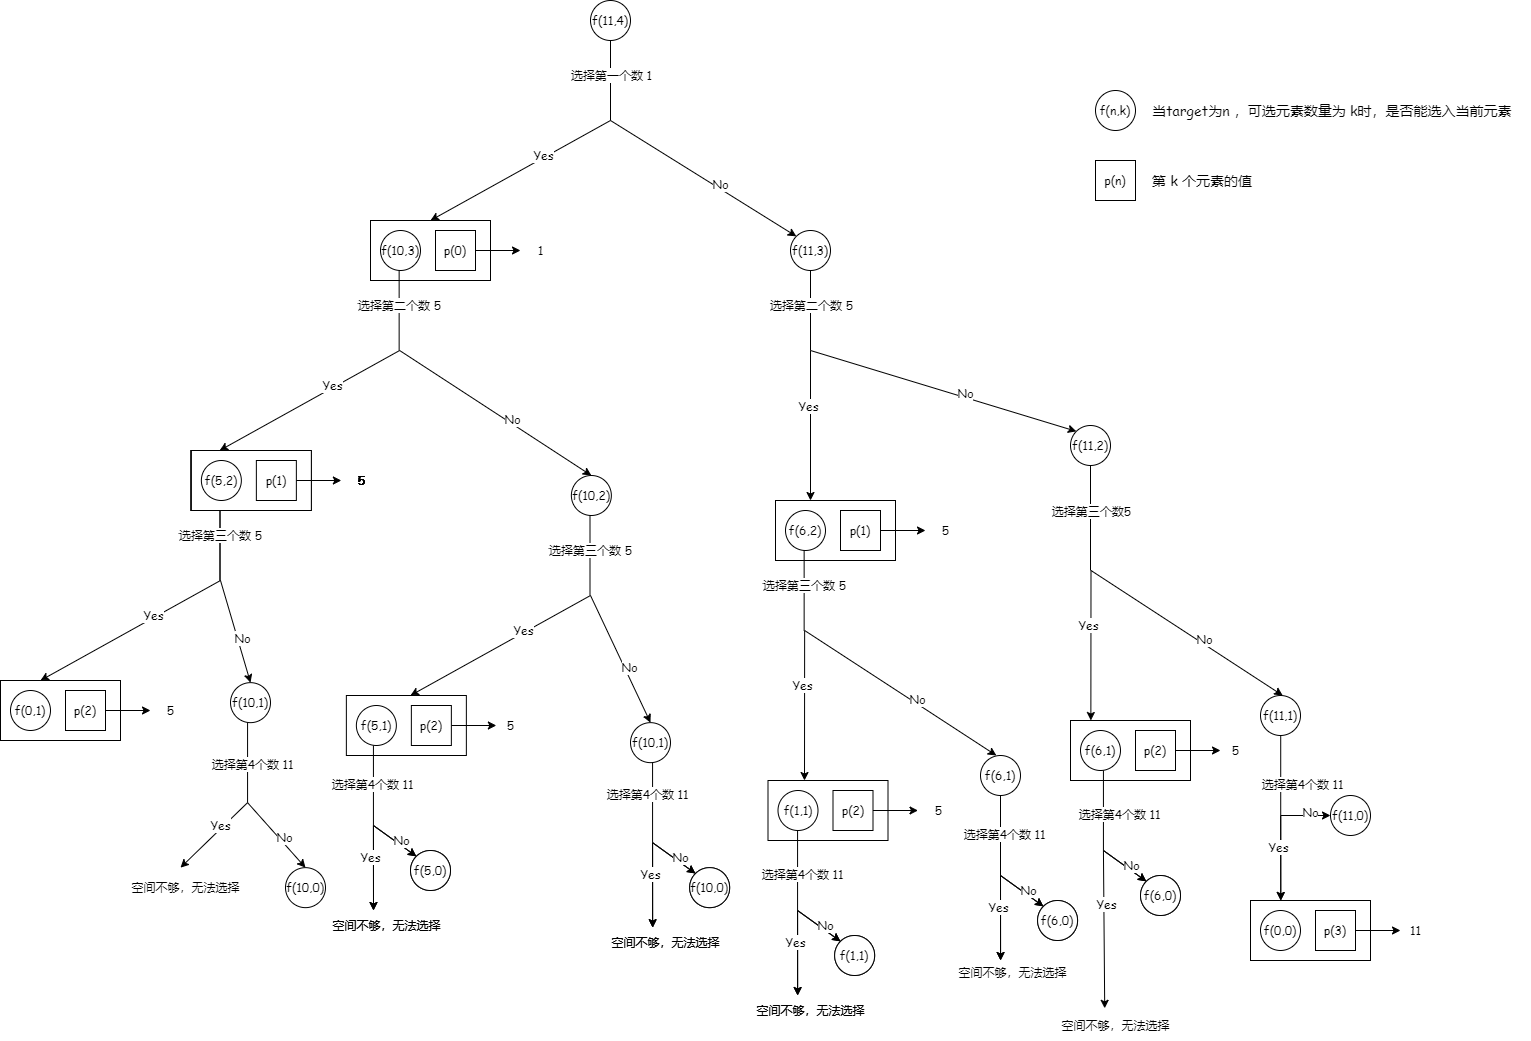 f(11,4)
选择第一个数 1
f(n,k)
当target为n ，可选元素数量为 k时，是否能选入当前元素
Yes
No
p(n)
第 k 个元素的值
f(10,3)
p(0)
1
f(11,3)
选择第二个数 5
选择第二个数 5
Yes
No
Yes
No
f(11,2)
f(5,2)
p(1)
5
f(10,2)
选择第三个数5
f(6,2)
p(1)
5
选择第三个数 5
选择第三个数 5
选择第三个数 5
Yes
No
Yes
No
Yes
No
Yes
No
f(0,1)
p(2)
5
f(10,1)
f(5,1)
p(2)
5
f(10,1)
f(6,1)
f(6,1)
p(2)
5
f(11,1)
选择第4个数 11
选择第4个数 11
选择第4个数 11
f(1,1)
p(2)
5
选择第4个数 11
选择第4个数 11
选择第4个数 11
No
f(11,0)
Yes
Yes
No
空间不够，无法选择
f(10,0)
No
Yes
f(5,0)
空间不够，无法选择
No
Yes
f(10,0)
空间不够，无法选择
选择第4个数 11
No
Yes
f(1,1)
空间不够，无法选择
No
Yes
f(6,0)
空间不够，无法选择
No
Yes
f(6,0)
空间不够，无法选择
f(0,0)
p(3)
11